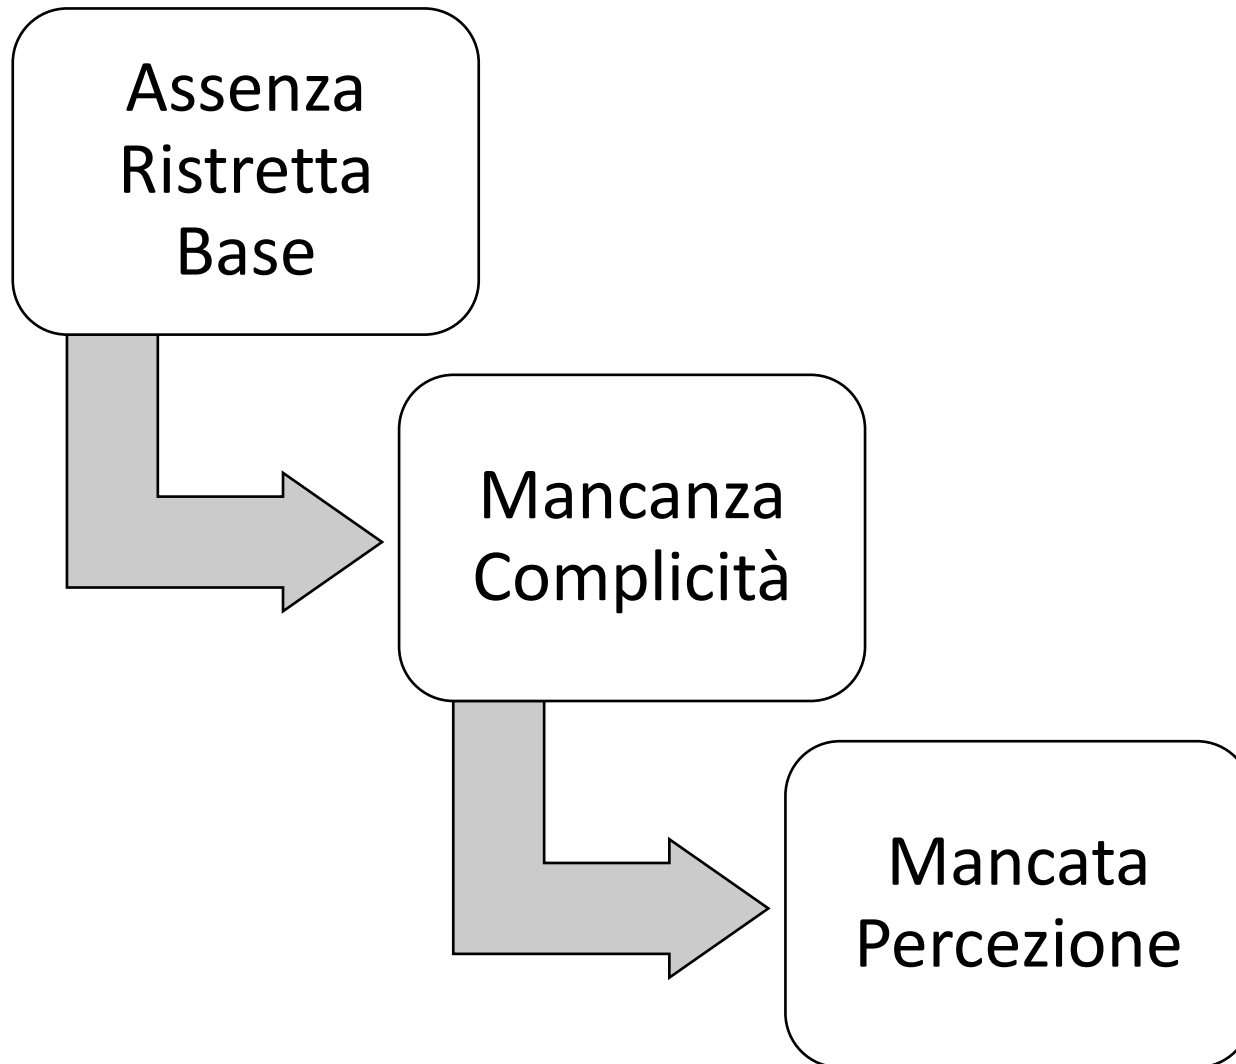 Assenza
Ristretta
Base
Mancanza
Complicità
Mancata
Percezione